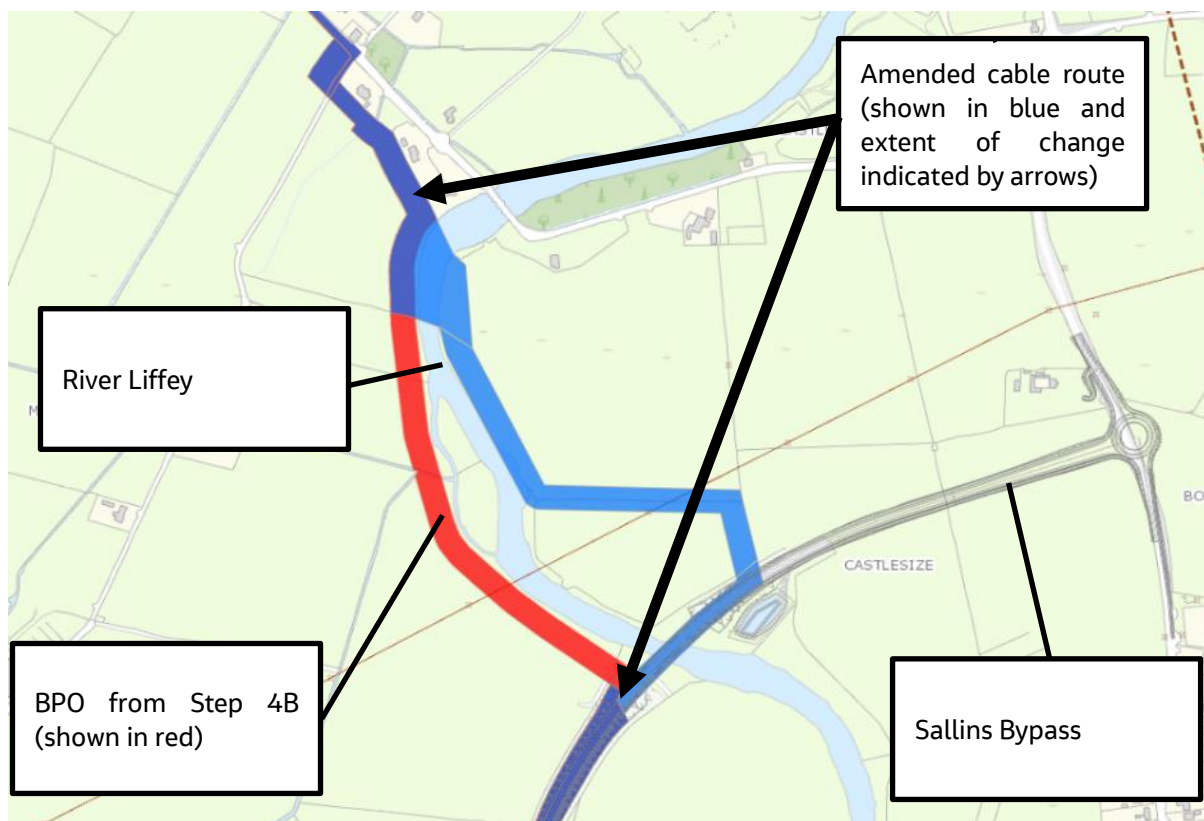 Amended cable route
(shown in blue and
extent of change
indicated by arrows)
River Liffey
CASTLESIZE
BPO from Step 4B
(shown in red)
Sallins Bypass